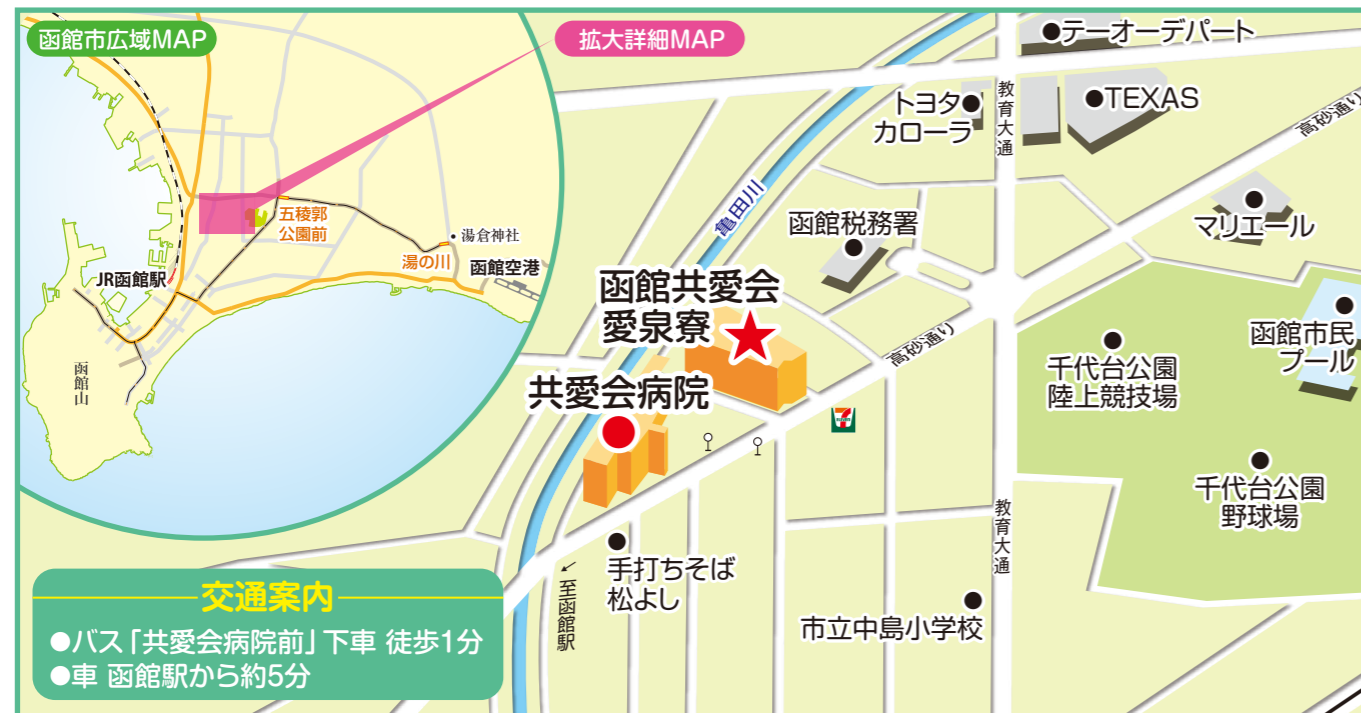 函館市広域MAP
拡大詳細MAP
五稜郭
公園前
湯倉神社
湯の川
函館空港
JR函館駅
函館山
テーオーデパート
TEXAS
トヨタ
カローラ
教育大通
高砂通り
亀田川
函館税務署
マリエール
函館共愛会
愛泉寮
高砂通り
函館市民
プール
千代台公園
陸上競技場
共愛会病院
千代台公園
野球場
教育大通
手打ちそば
松よし
←至函館駅
市立中島小学校
交通案内
●バス「共愛会病院前」下車 徒歩1分
●車 函館駅から約5分